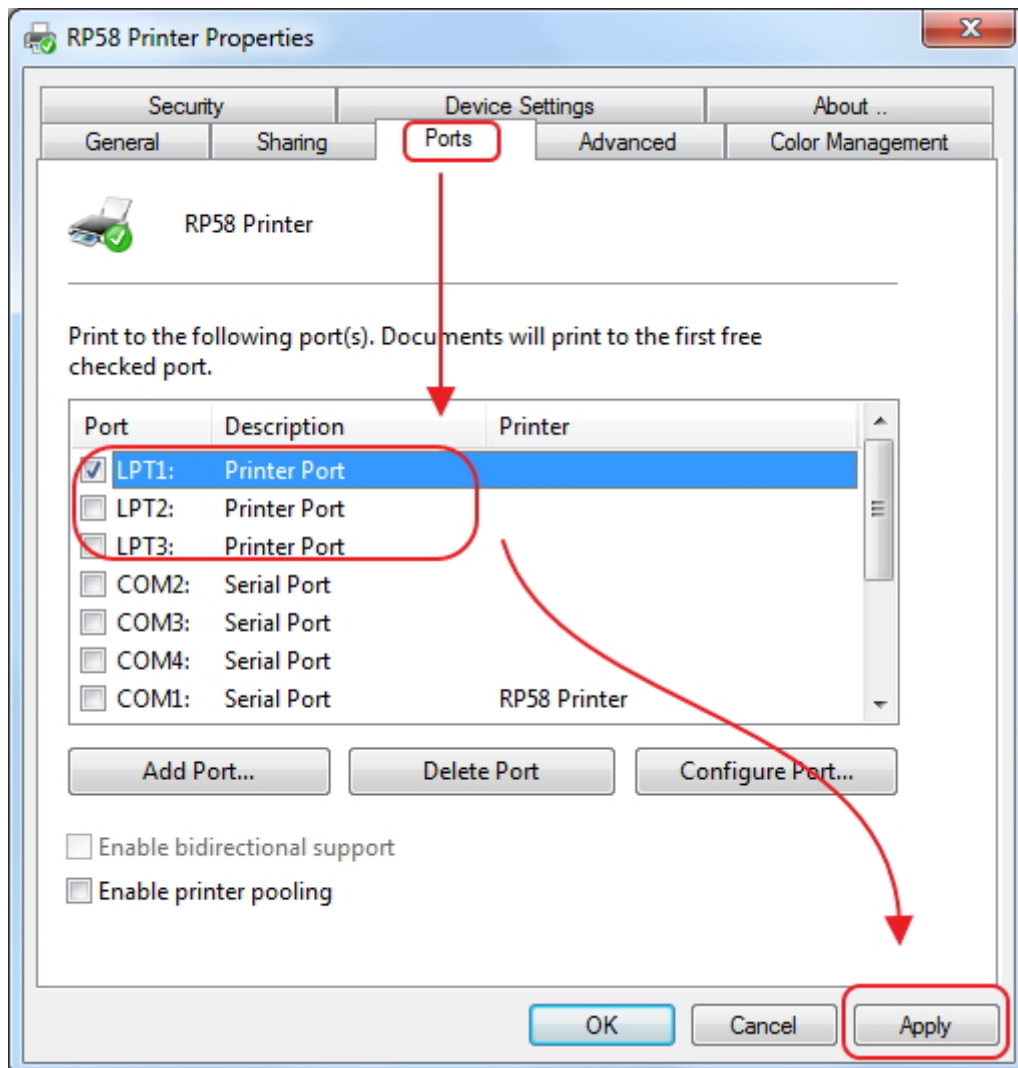 RP58 Printer Properties
X
Security Device Settings About ..
General Sharing Ports Advanced Color Management
RP58 Printer
Print to the following port(s). Documents will print to the first free
checked port.
Port Description Printer
LPT1: Printer Port
LPT2: Printer Port
LPT3: Printer Port
COM2: Serial Port
COM3: Serial Port
COM4: Serial Port
COM1: Serial Port RP58 Printer
Add Port... Delete Port Configure Port...
Enable bidirectional support
Enable printer pooling
OK Cancel Apply